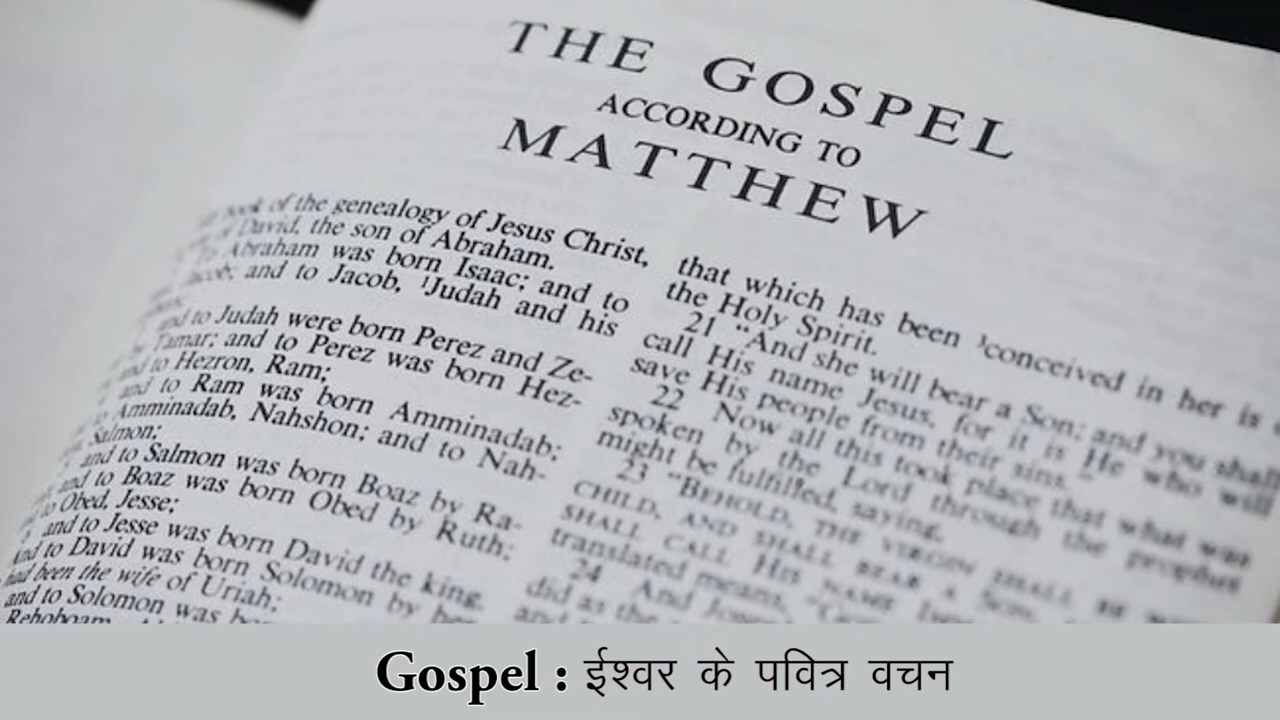 THE GOSPEL
ACCORDING TO
MATTHEW
of the genealogy of Jesus Christ,
David, the son of Abraham.
Abraham was born Isaac; and to
and to Jacob, ¹Judah and his
and to Judah were born Perez and Ze-
Tamar; and to Perez was born Hez-
to Hezron, Ram;
and to Ram was born Amminadab;
Amminadab, Nahshon; and to Nah-
Salmon;
and to Salmon was born Boaz by Ra-
and to Boaz was born Obed by Ruth;
to Obed, Jesse;
and to Jesse was born David the king.
And to David was born Solomon by her
had been the wife of Uriah;
and to Solomon was
Rehoboam
that which has been ¹conceived in her is
the Holy Spirit.
21 “And she will bear a Son; and you shall
call His name Jesus, for it is He who will
save His people from their sins.”
22 Now all this took place that what was
spoken by the Lord through the prophet
might be fulfilled, saying,
23 “BEHOLD, THE VIRGIN SHALL BE
CHILD, AND SHALL BEAR A SON,
SHALL CALL HIS NAME
translated means,
24 And
did as the
Gospel : ईश्वर के पवित्र वचन